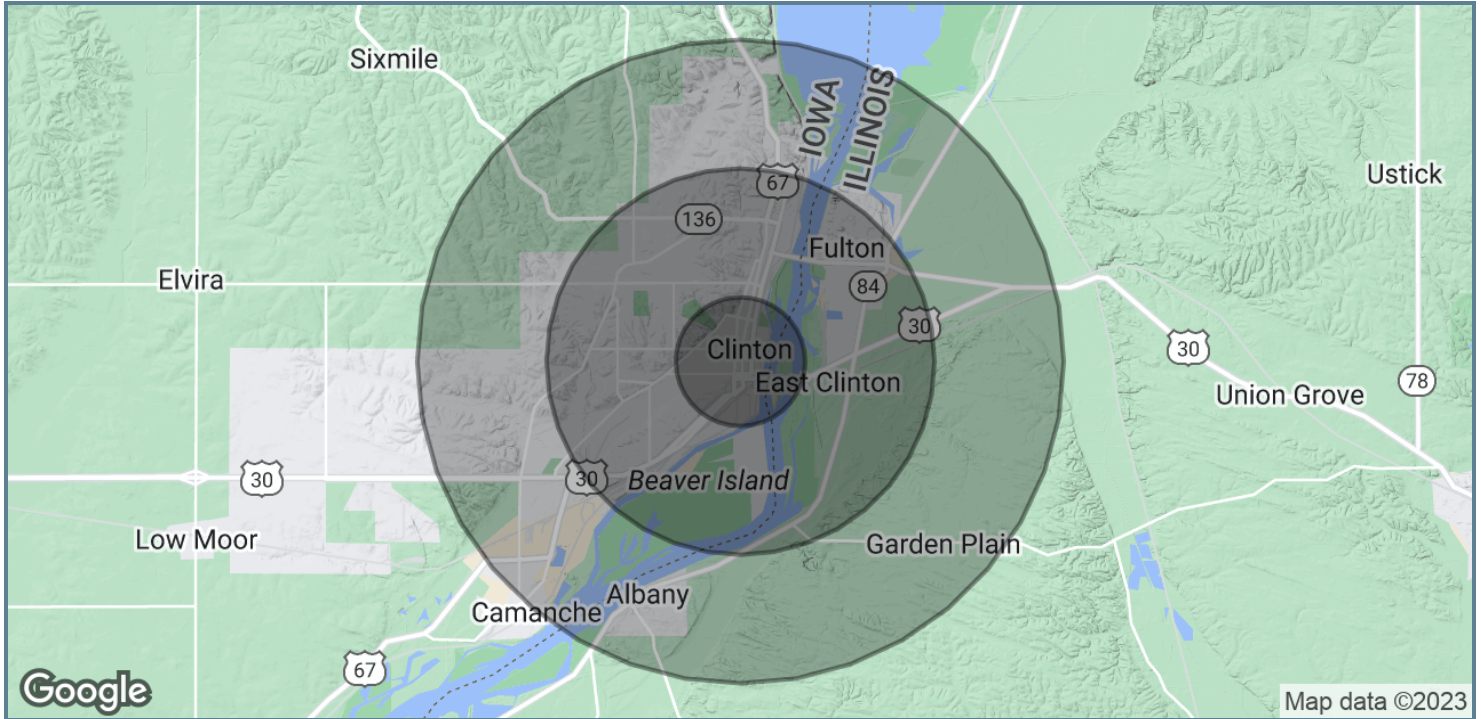 Sixmile
IOWA
ILLINOIS
Ustick
67
136
Fulton
Elvira
84
30
Clinton
30
East Clinton
78
Union Grove
30
30
Beaver Island
Low Moor
Garden Plain
Albany
Camanche
67
Google
Map data ©2023